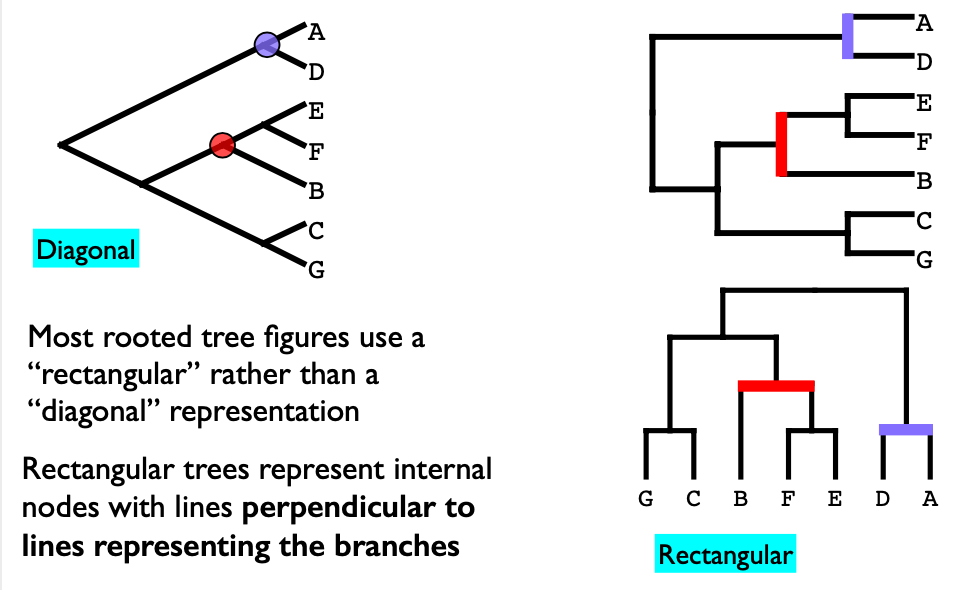 A
D
E
F
B
C
G
Diagonal
Most rooted tree figures use a
“rectangular” rather than a
“diagonal” representation
Rectangular trees represent internal
nodes with lines perpendicular to
lines representing the branches
A
D
E
F
B
C
G
G C B F E D A
Rectangular